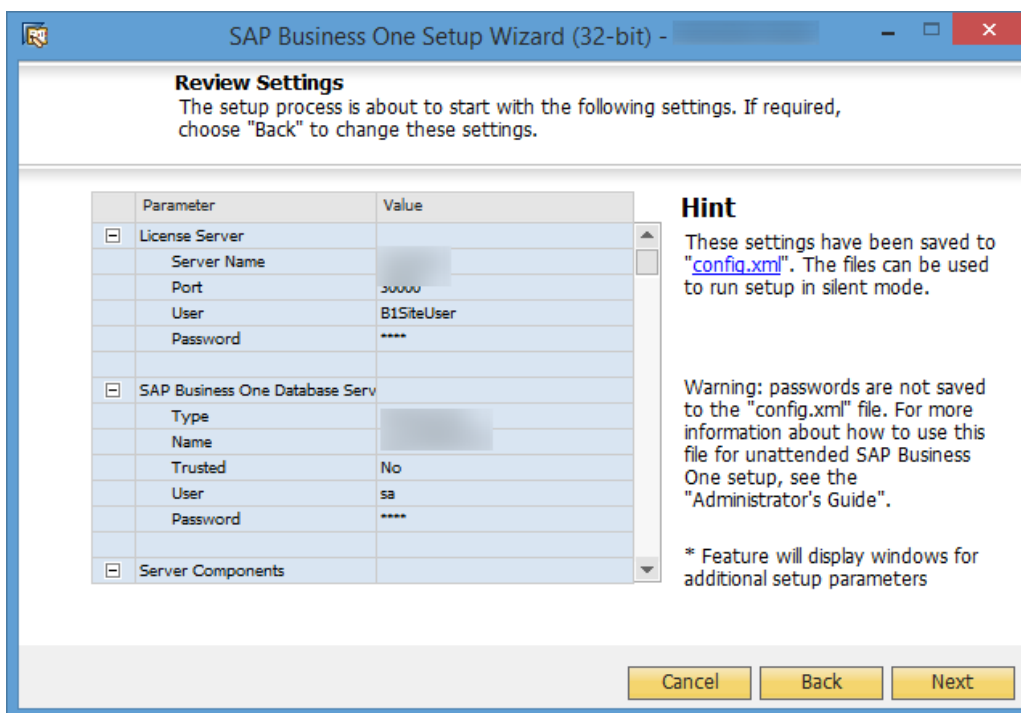 SAP Business One Setup Wizard (32-bit) -
Review Settings
The setup process is about to start with the following settings. If required,
choose "Back" to change these settings.
Parameter Value
License Server
Server Name
Port 30000
User B1SiteUser
Password ****
SAP Business One Database Serv
Type
Name
Trusted No
User sa
Password ****
Server Components
Hint
These settings have been saved to
"config.xml". The files can be used
to run setup in silent mode.
Warning: passwords are not saved
to the "config.xml" file. For more
information about how to use this
file for unattended SAP Business
One setup, see the
"Administrator's Guide".
* Feature will display windows for
additional setup parameters
Cancel Back Next